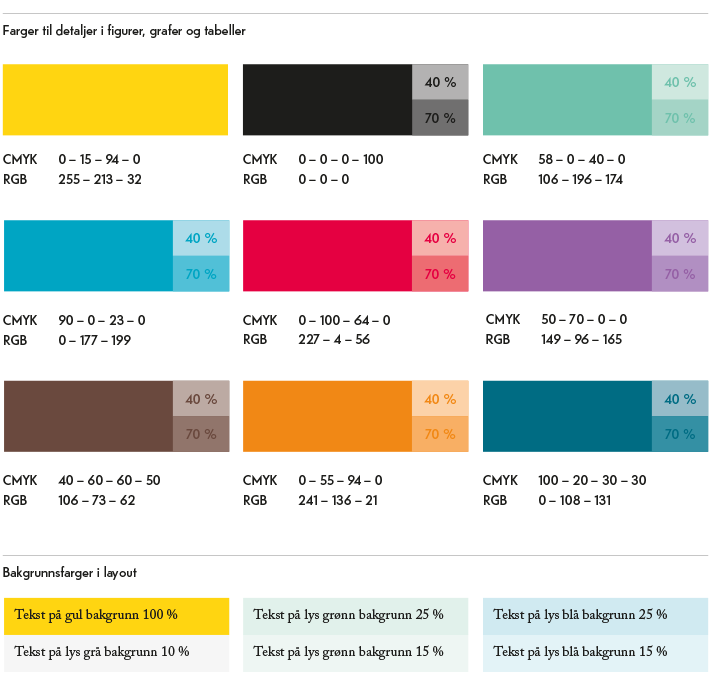 Farger til detaljer i figurer, grafer og tabeller
40 %
70 %
40 %
70 %
CMYK 0 – 15 – 94 – 0
RGB 255 – 213 – 32
CMYK 0 – 0 – 0 – 100
RGB 0 – 0 – 0
CMYK 58 – 0 – 40 – 0
RGB 106 – 196 – 174
40 %
70 %
40 %
70 %
40 %
70 %
CMYK 90 – 0 – 23 – 0
RGB 0 – 177 – 199
CMYK 0 – 100 – 64 – 0
RGB 227 – 4 – 56
CMYK 50 – 70 – 0 – 0
RGB 149 – 96 – 165
40 %
70 %
40 %
70 %
40 %
70 %
CMYK 40 – 60 – 60 – 50
RGB 106 – 73 – 62
CMYK 0 – 55 – 94 – 0
RGB 241 – 136 – 21
CMYK 100 – 20 – 30 – 30
RGB 0 – 108 – 131
Bakgrunnsfarger i layout
Tekst på gul bakgrunn 100 %
Tekst på lys grå bakgrunn 10 %
Tekst på lys grønn bakgrunn 25 %
Tekst på lys grønn bakgrunn 15 %
Tekst på lys blå bakgrunn 25 %
Tekst på lys blå bakgrunn 15 %